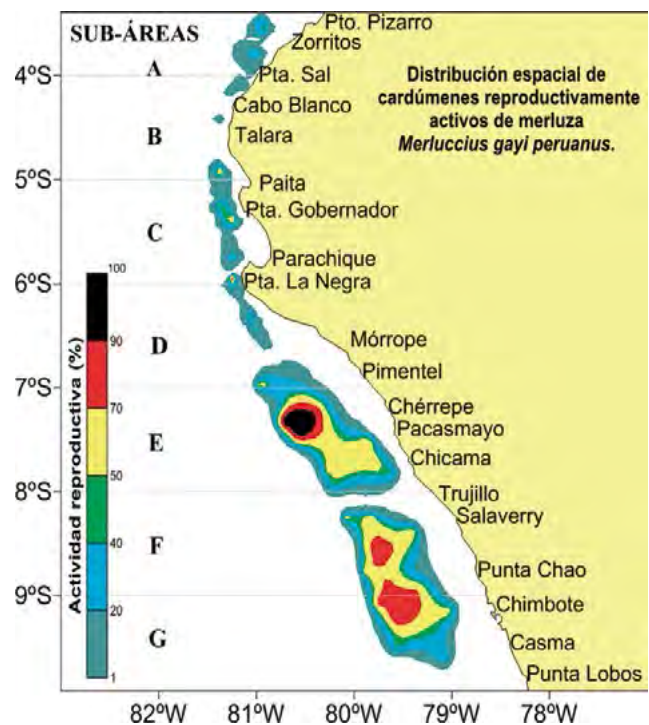 SUB-ÁREAS
Distribución espacial de
cardúmenes reproductivamente
activos de merluza
Merluccius gayi peruanus.
Pto. Pizarro
Zorritos
Pta. Sal
Cabo Blanco
Talara
Paita
Pta. Gobernador
Parachique
Pta. La Negra
Mórrope
Pimentel
Chérrepe
Pacasmayo
Chicama
Trujillo
Salaverry
Punta Chao
Chimbote
Casma
Punta Lobos
A
B
C
D
E
F
G
4ºS
5ºS
6ºS
7ºS
8ºS
9ºS
Actividad reproductiva (%)
100
90
70
50
40
20
1
82ºW
81ºW
80ºW
79ºW
78ºW